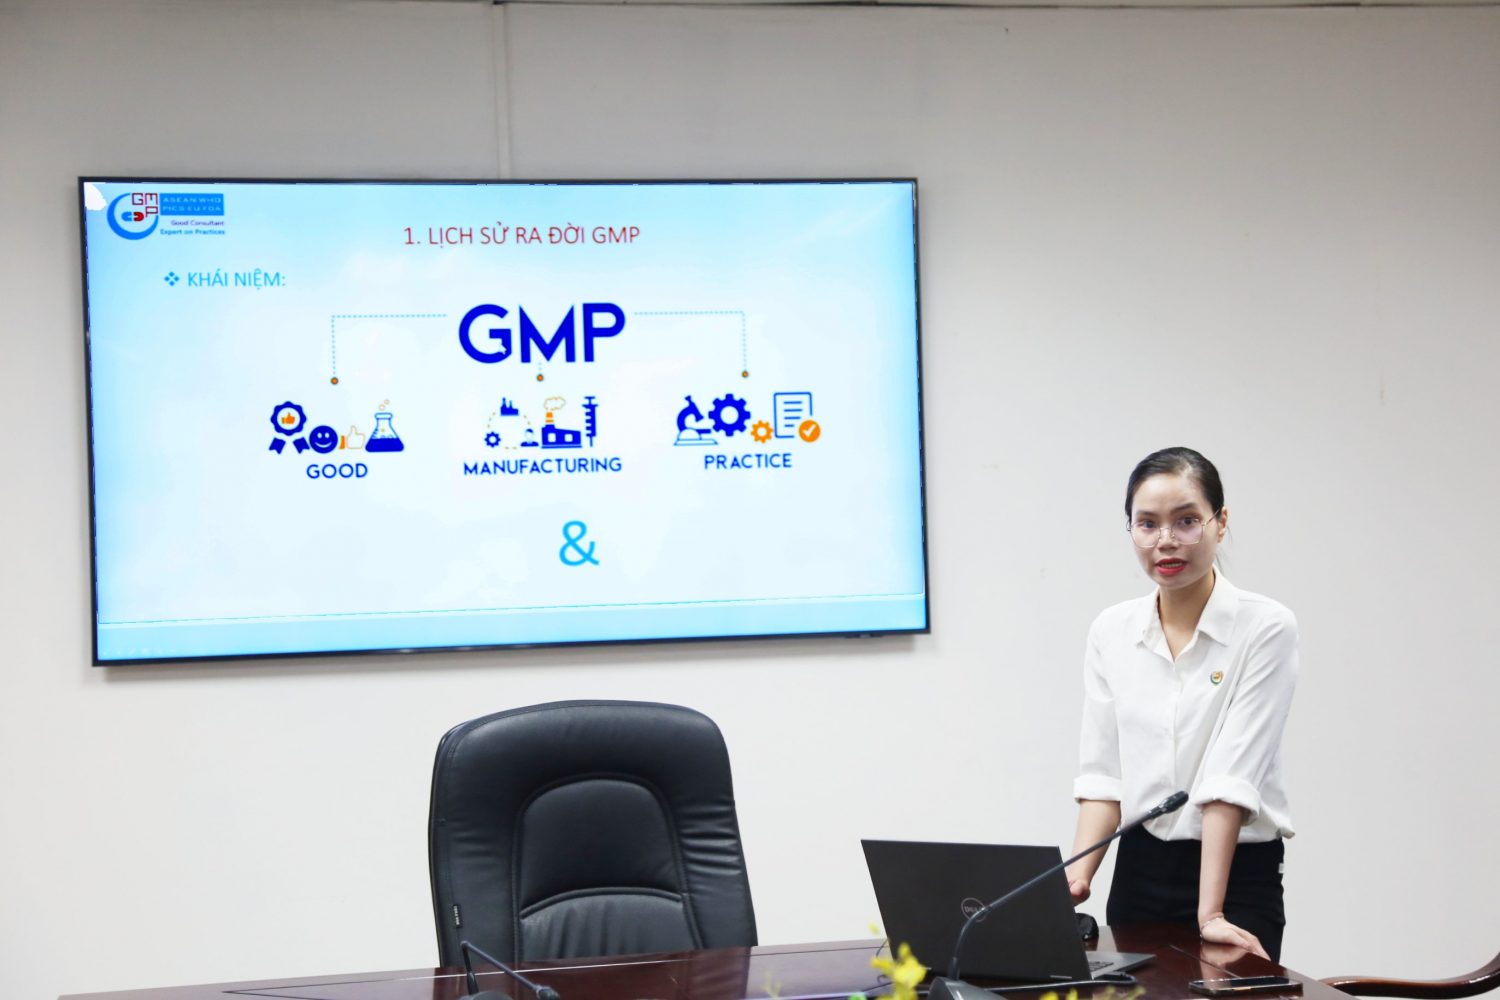 GMP
ASEAN-WHO
PIC/S-EU-FDA
Good Consultant
Expert on Practices
1. LỊCH SỬ RA ĐỜI GMP
❖ KHÁI NIỆM:
GMP
GOOD
MANUFACTURING
PRACTICE
&
DELL